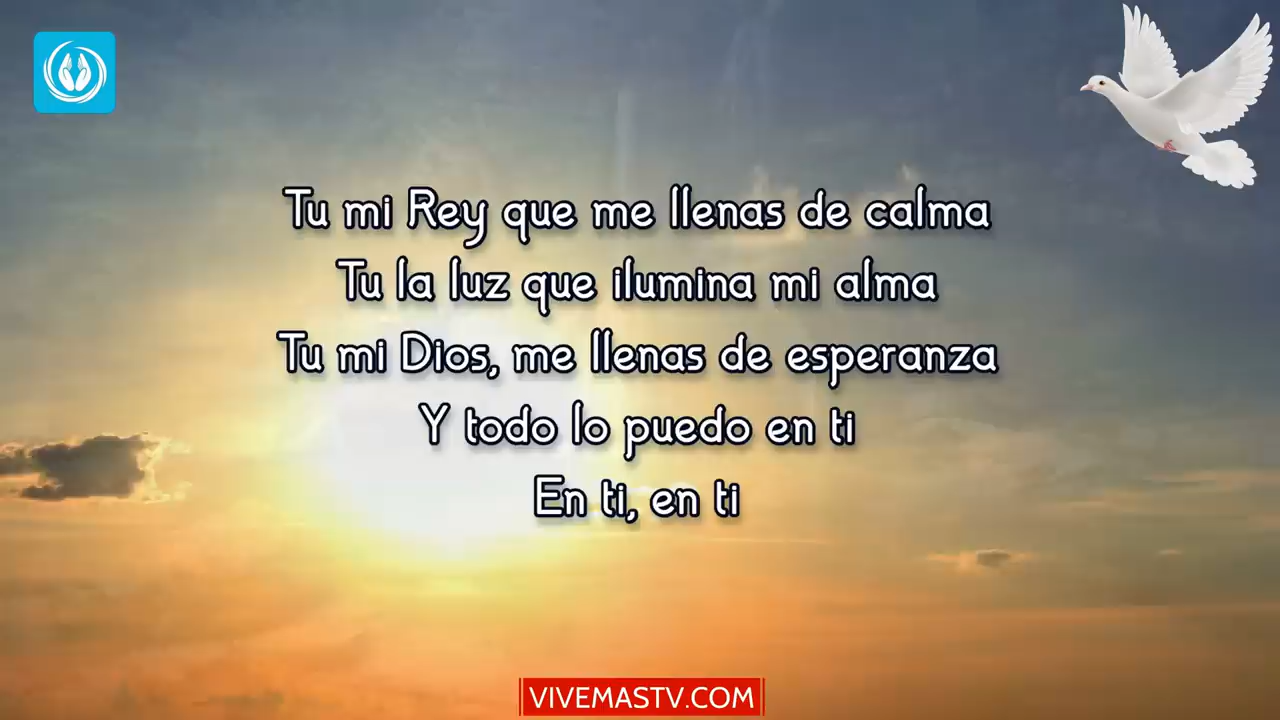 Tu mi Rey que me llenas de calma
Tu la luz que ilumina mi alma
Tu mi Dios, me llenas de esperanza
Y todo lo puedo en ti
En ti, en ti
VIVEMASTV.COM